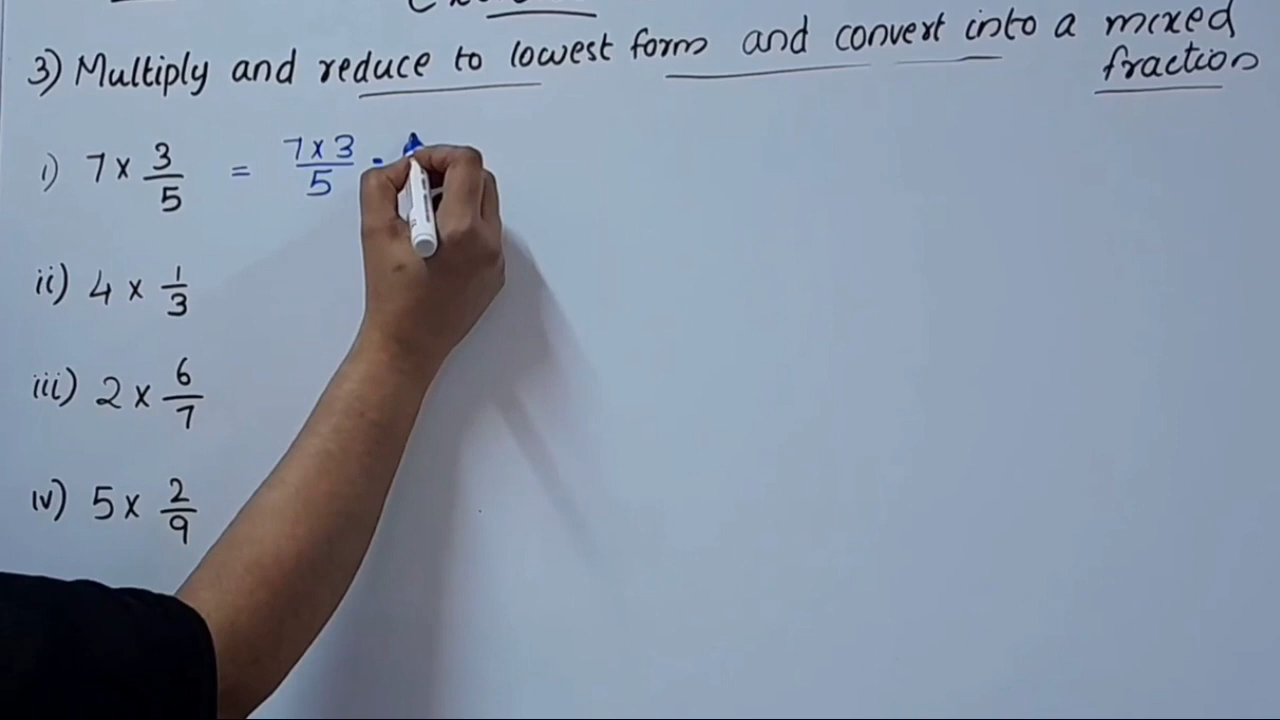 3) Multiply and reduce to lowest form and convert into a mixed
fraction
i) 7 × 3/5 = 7 × 3/5 =
ii) 4 × 1/3
iii) 2 × 6/7
iv) 5 × 2/9